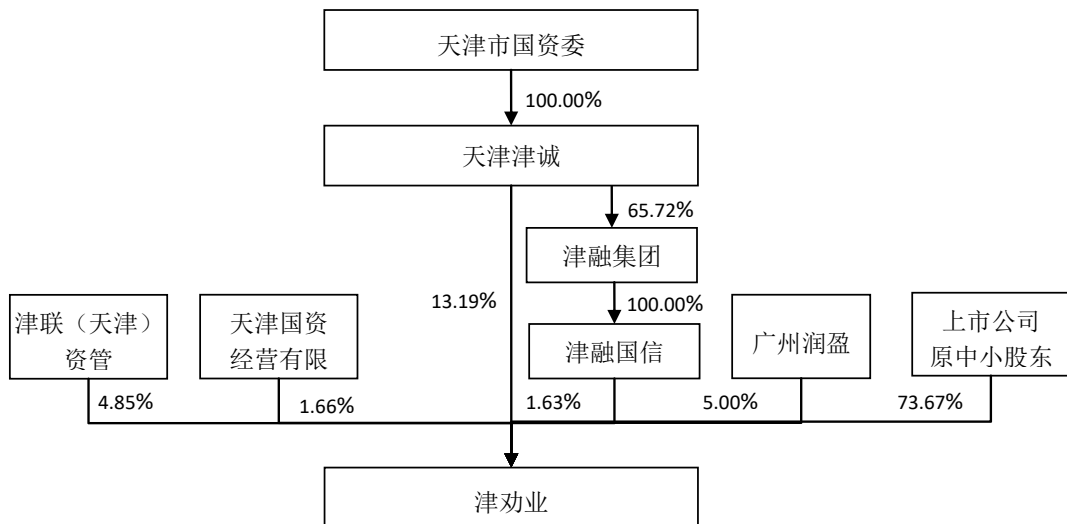 天津市国资委
100.00%
天津津诚
65.72%
津融集团
13.19%
100.00%
津联（天津）
资管
天津国资
经营有限
津融国信
广州润盈
上市公司
原中小股东
4.85%
1.66%
1.63%
5.00%
73.67%
津劝业